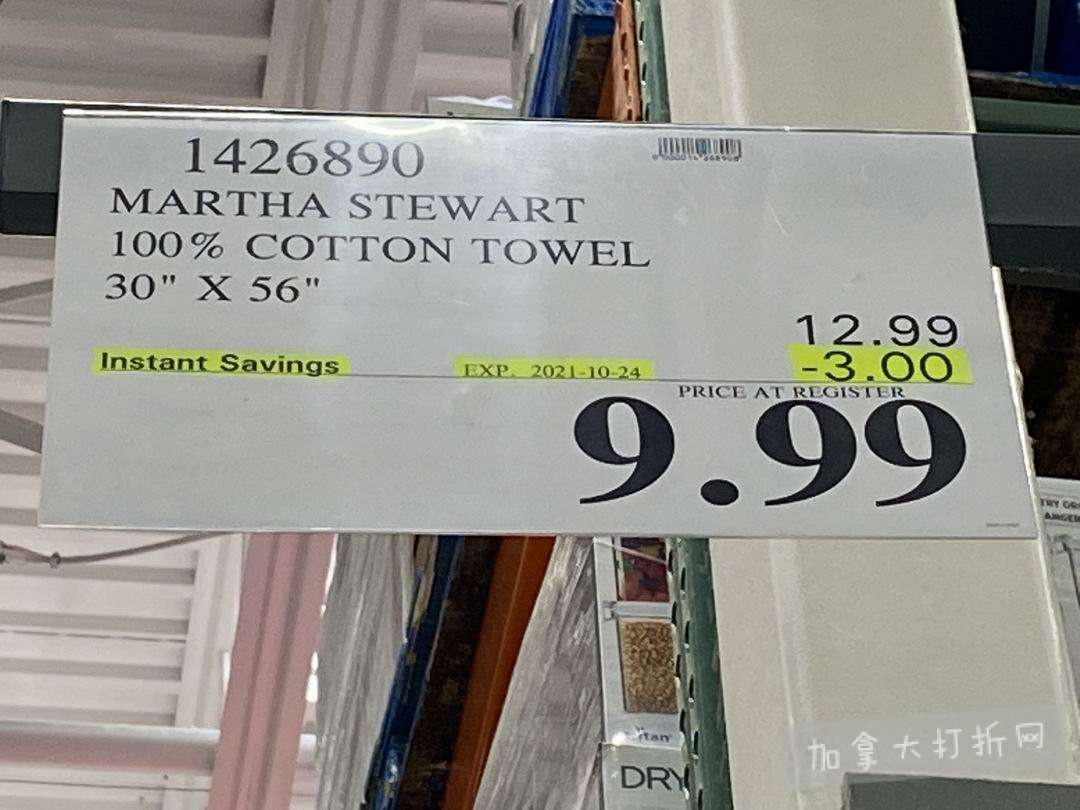 1426890
MARTHA STEWART
100% COTTON TOWEL
30" X 56"
12.99
Instant Savings EXP. 2021-10-24 -3.00
PRICE AT REGISTER
9.99
DRY
加拿大打折网